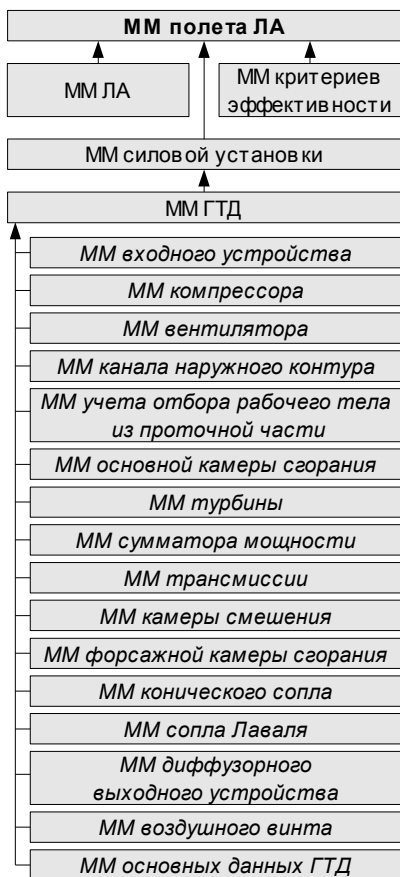 ММ полета ЛА
ММ ЛА
ММ критериев
эффективности
ММ силовой установки
ММ ГТД
ММ входного устройства
ММ компрессора
ММ вентилятора
ММ канала наружного контура
ММ учета отбора рабочего тела
из проточной части
ММ основной камеры сгорания
ММ турбины
ММ сумматора мощности
ММ трансмиссии
ММ камеры смешения
ММ форсажной камеры сгорания
ММ конического сопла
ММ сопла Лаваля
ММ диффузорного
выходного устройства
ММ воздушного винта
ММ основных данных ГТД